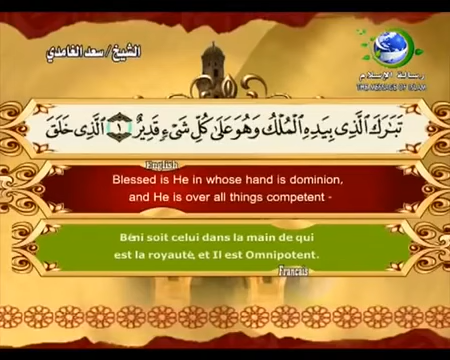 الشيخ / سعد الغامدي
رسالة الإسلام
THE MESSAGE OF ISLAM
تَبَٰرَكَ ٱلَّذِى بِيَدِهِ ٱلْمُلْكُ وَهُوَ عَلَىٰ كُلِّ شَىْءٍ قَدِيرٌ ١ ٱلَّذِى خَلَقَ
English
Blessed is He in whose hand is dominion,
and He is over all things competent -
Béni soit celui dans la main de qui
est la royauté, et Il est Omnipotent.
Français